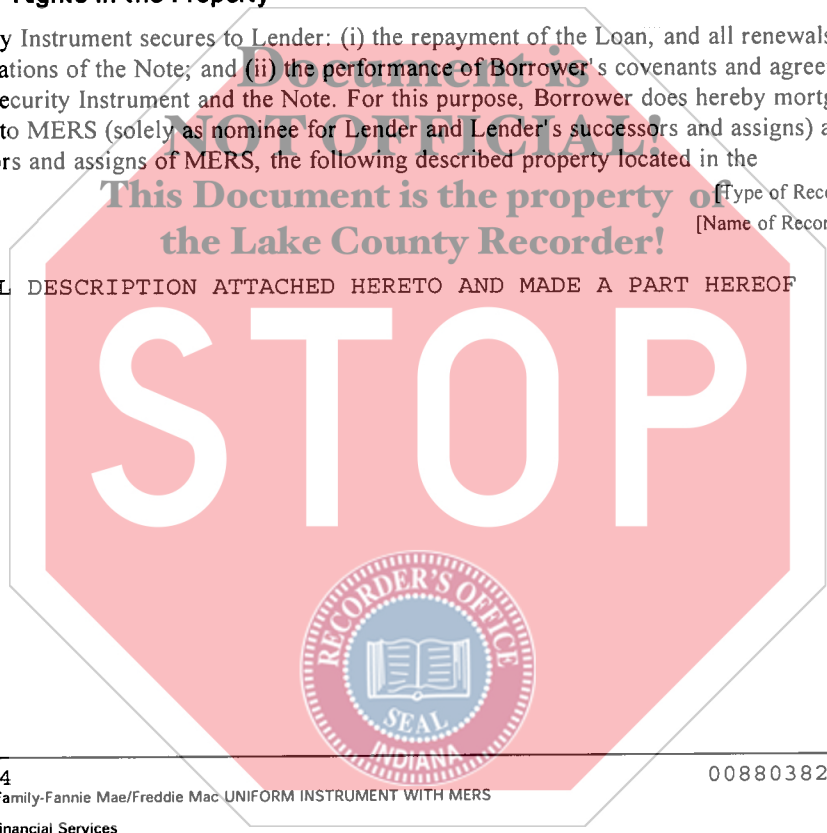 Rights in the Property
y Instrument secures to Lender: (i) the repayment of the Loan, and all renewals
ations of the Note; and (ii) the performance of Borrower's covenants and agree
ecurity Instrument and the Note. For this purpose, Borrower does hereby mortg
to MERS (solely as nominee for Lender and Lender's successors and assigns) a
rs and assigns of MERS, the following described property located in the
[Type of Reco
[Name of Recor
Document is
NOT OFFICIAL!
This Document is the property of
the Lake County Recorder!
L DESCRIPTION ATTACHED HERETO AND MADE A PART HEREOF
STOP
RECORDER'S OFFICE
SEAL
INDIANA
4
00880382
Family-Fannie Mae/Freddie Mac UNIFORM INSTRUMENT WITH MERS
inancial Services